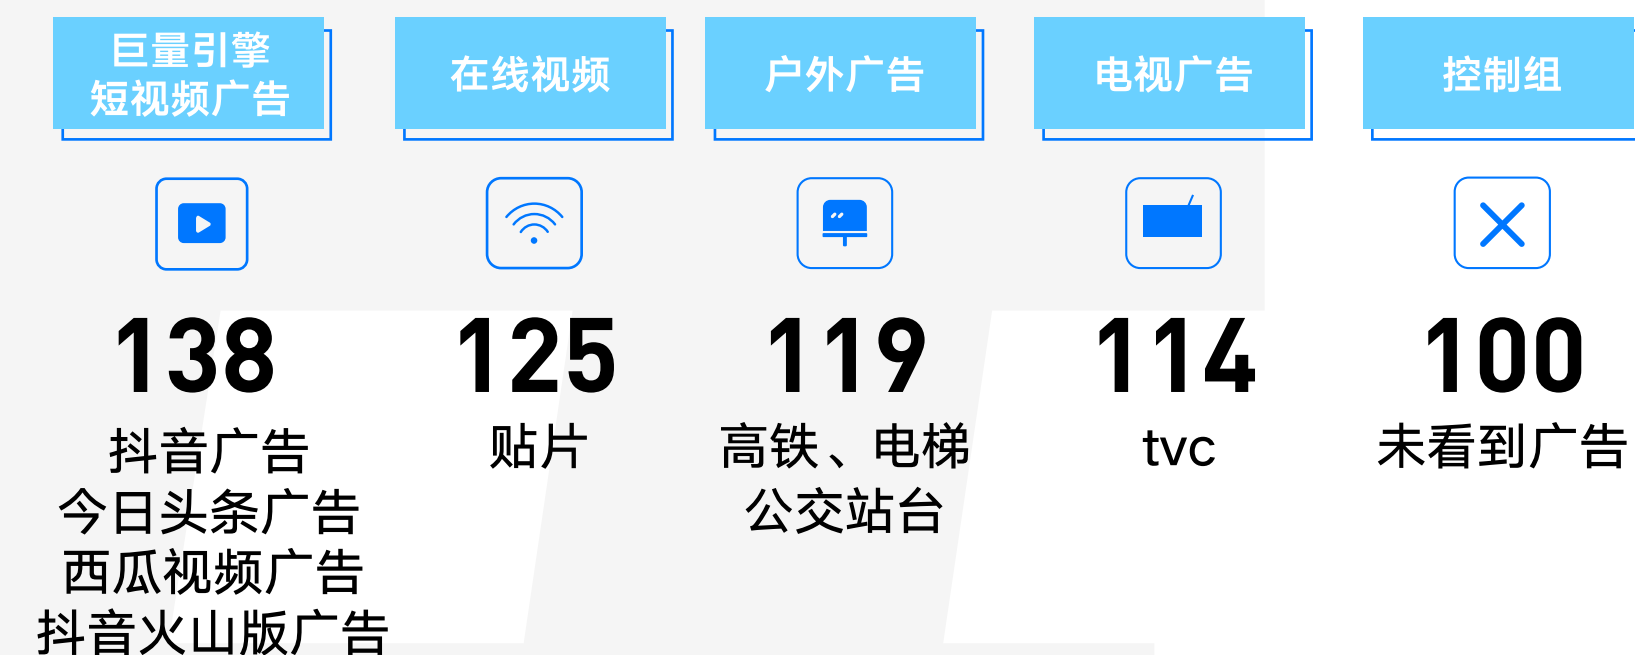 巨量引擎
短视频广告
在线视频
户外广告
电视广告
控制组
138
125
119
114
100
抖音广告
今日头条广告
西瓜视频广告
抖音火山版广告
贴片
高铁、电梯
公交站台
tvc
未看到广告